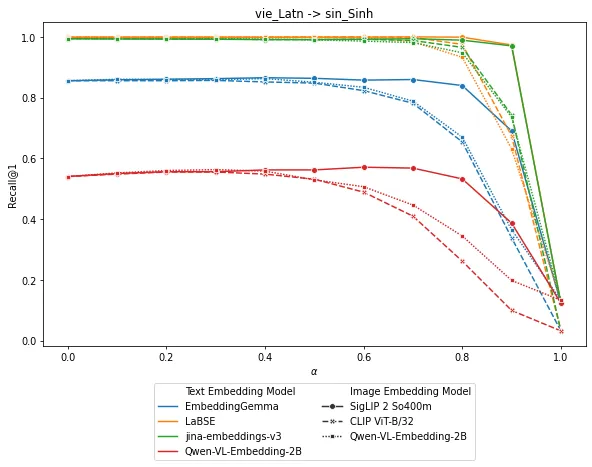 vie_Latn -> sin_Sinh
Recall@1
1.0
0.8
0.6
0.4
0.2
0.0
0.0 0.2 0.4 0.6 0.8 1.0
α
Text Embedding Model
EmbeddingGemma
LaBSE
jina-embeddings-v3
Qwen-VL-Embedding-2B
Image Embedding Model
SigLIP 2 So400m
CLIP ViT-B/32
Qwen-VL-Embedding-2B